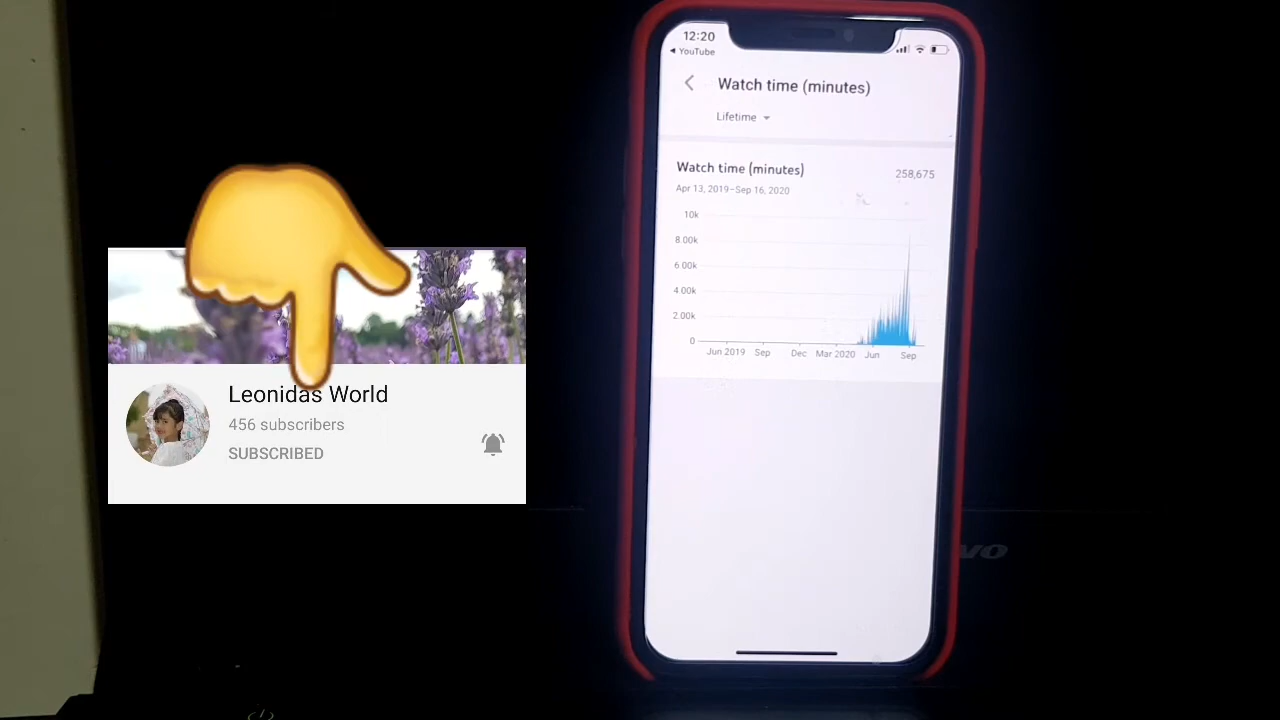 Leonidas World
456 subscribers
SUBSCRIBED
12:20
YouTube
Watch time (minutes)
Lifetime
Watch time (minutes)
258,675
Apr 13, 2019–Sep 16, 2020
10k
8.00k
6.00k
4.00k
2.00k
0
Jun 2019 Sep Dec Mar 2020 Jun Sep